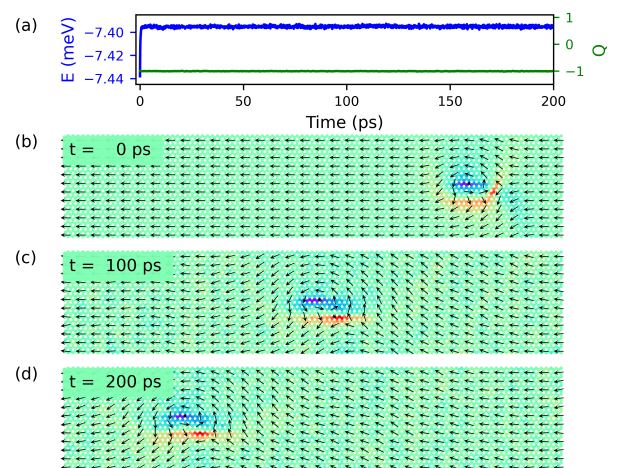 (a)
E (meV)
−7.40
−7.42
−7.44
1
0
−1
Q
0
50
100
150
200
Time (ps)
(b)
t = 0 ps
(c)
t = 100 ps
(d)
t = 200 ps